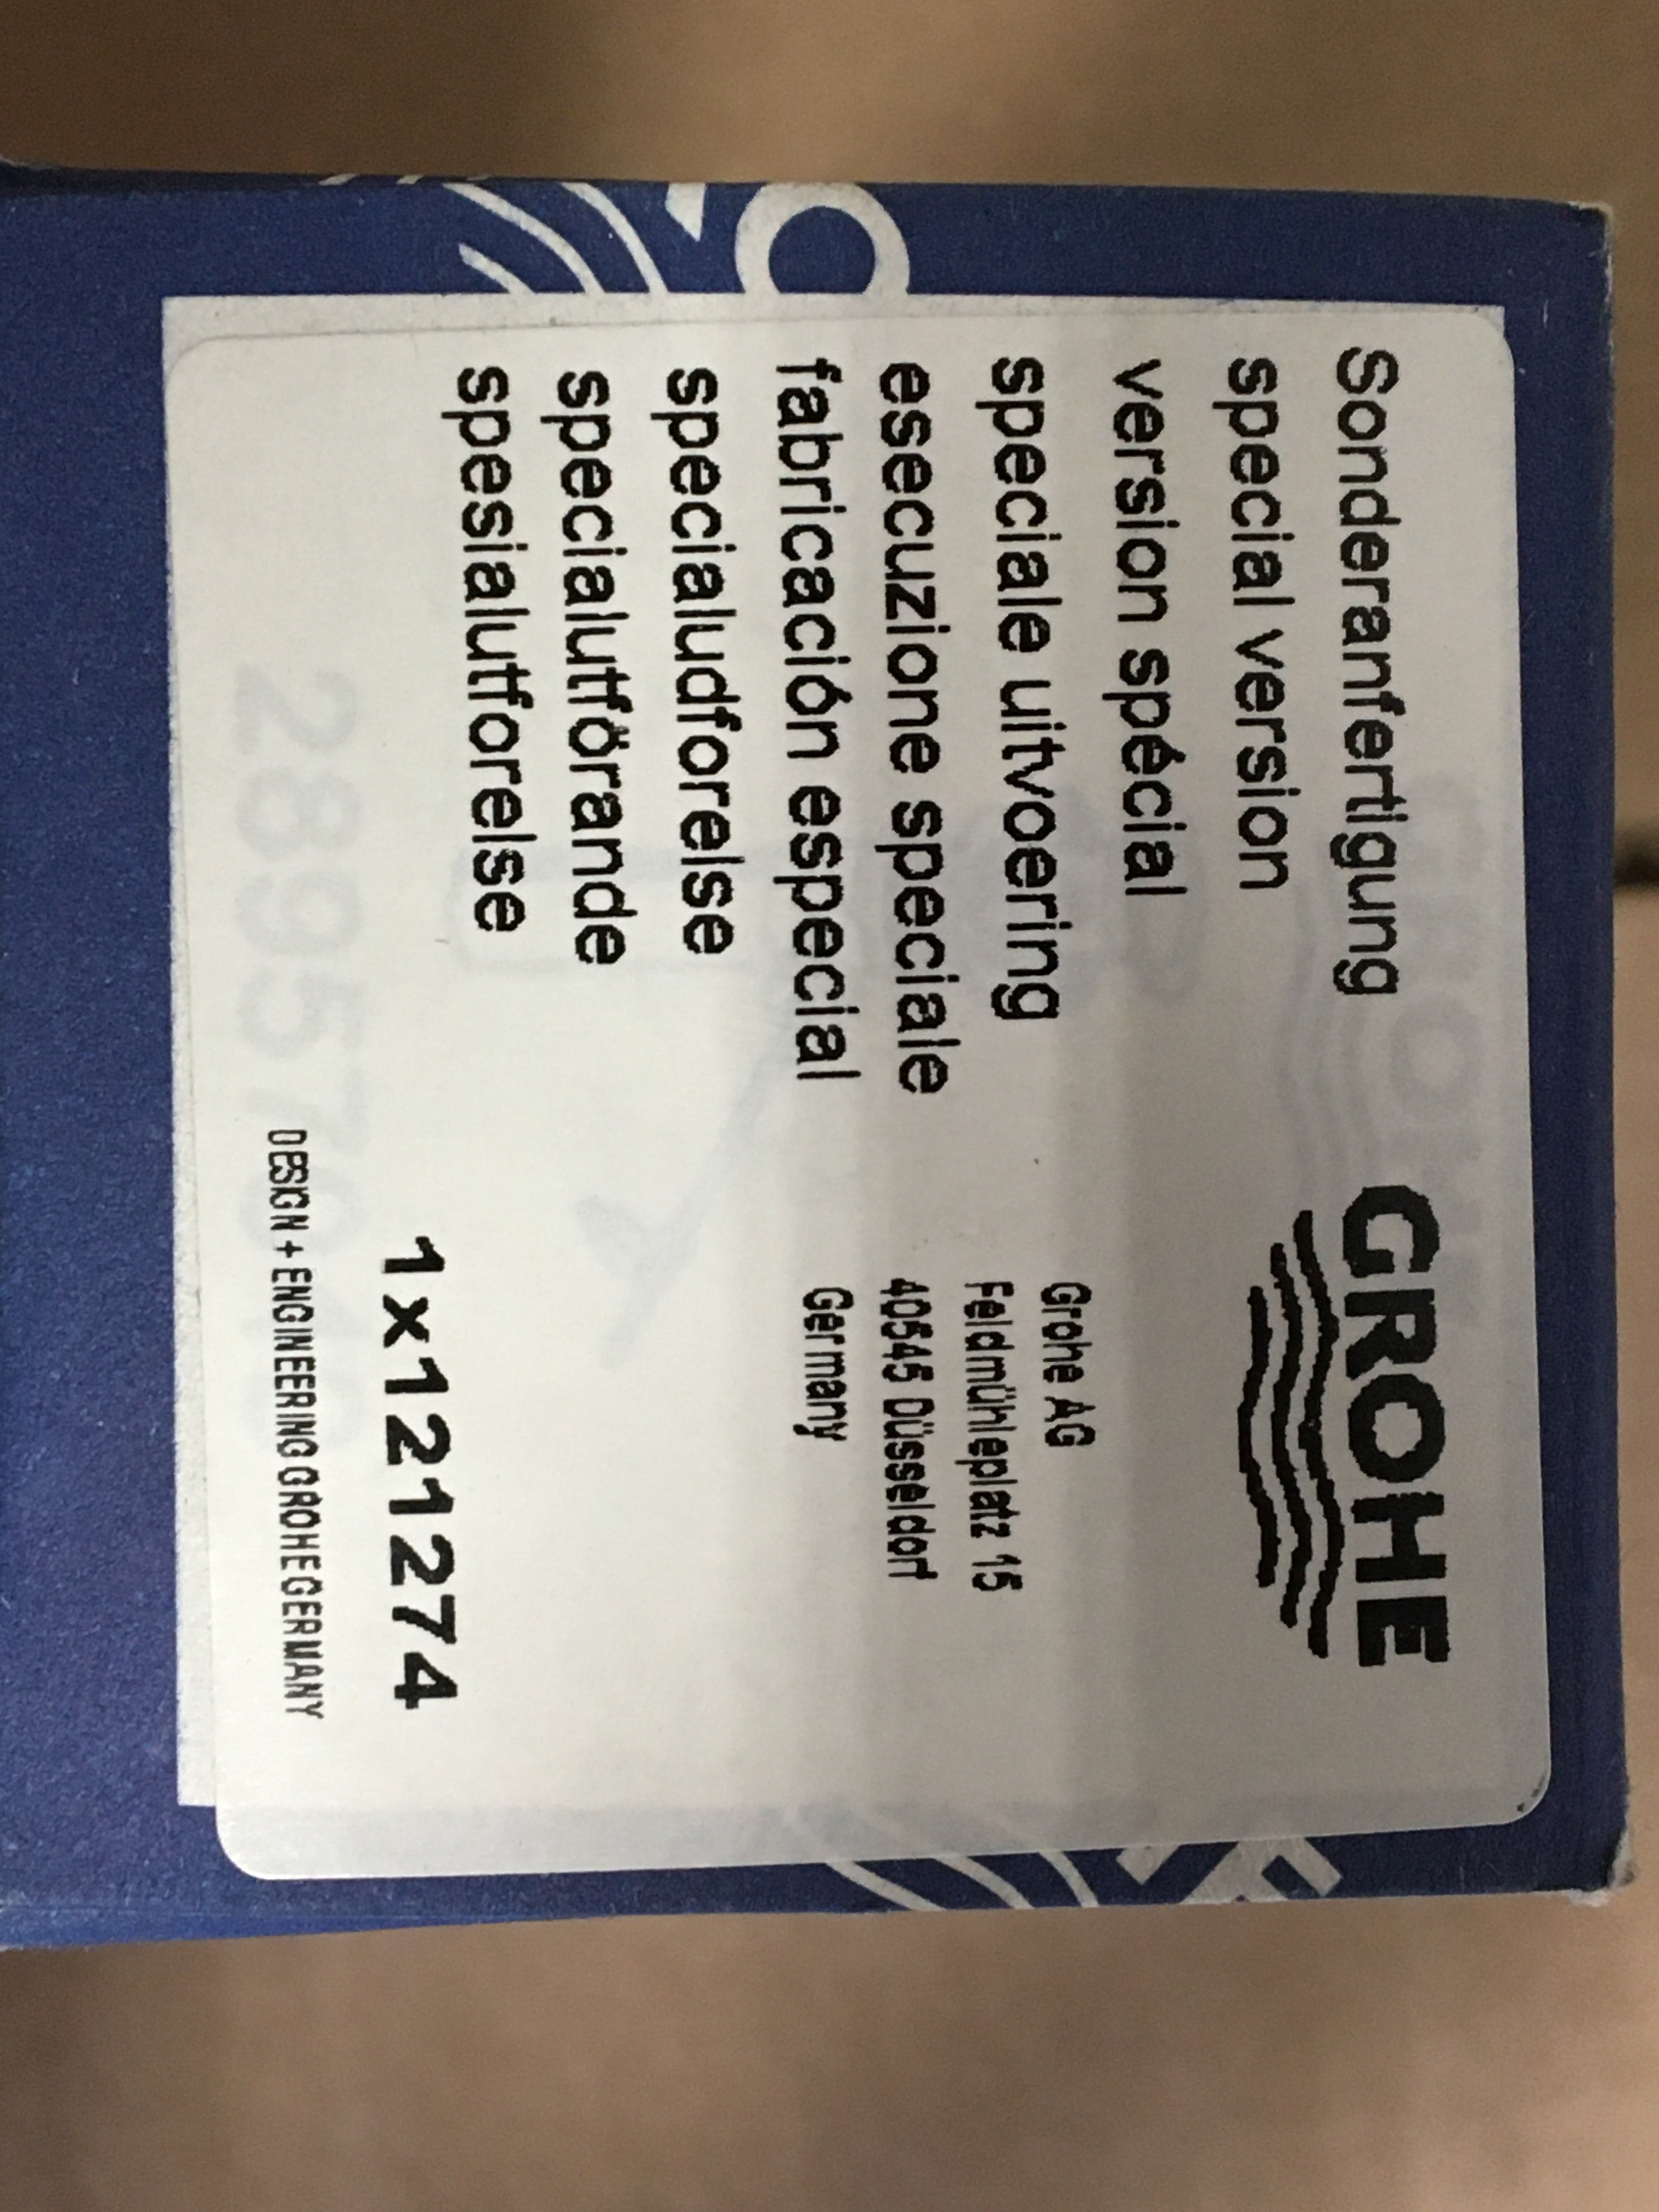 Sonderanfertigung
special version
version spécial
speciale uitvoering
esecuzione speciale
fabricación especial
specialudforelse
specialutförande
spesialutforelse
GROHE
Grohe AG
Feldmühleplatz 15
40545 Düsseldorf
Germany
1x121274
DESIGN + ENGINEERING GROHE GERMANY